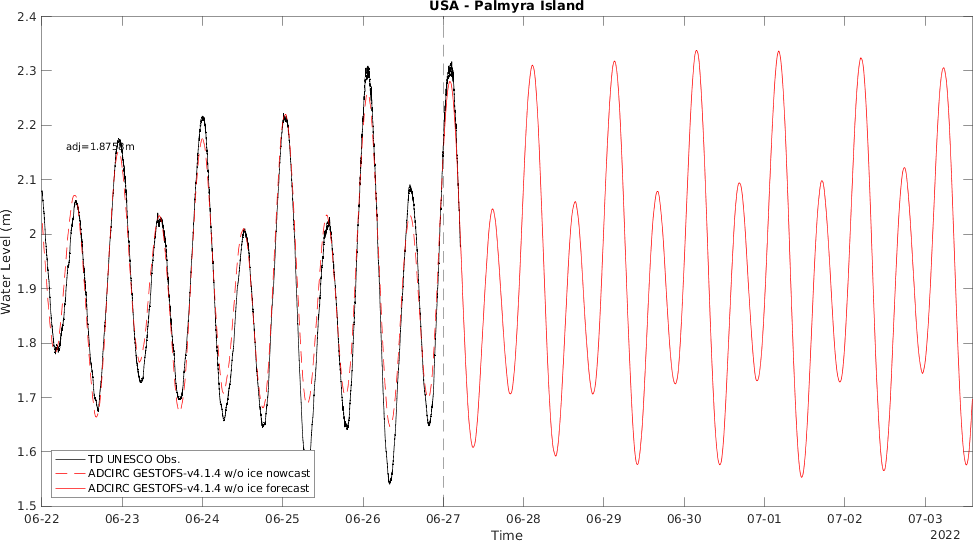 USA - Palmyra Island
2.4
2.3
2.2
2.1
2
1.9
1.8
1.7
1.6
1.5
Water Level (m)
adj=1.8758m
TD UNESCO Obs.
ADCIRC GESTOFS-v4.1.4 w/o ice nowcast
ADCIRC GESTOFS-v4.1.4 w/o ice forecast
06-22 06-23 06-24 06-25 06-26 06-27 06-28 06-29 06-30 07-01 07-02 07-03
2022
Time